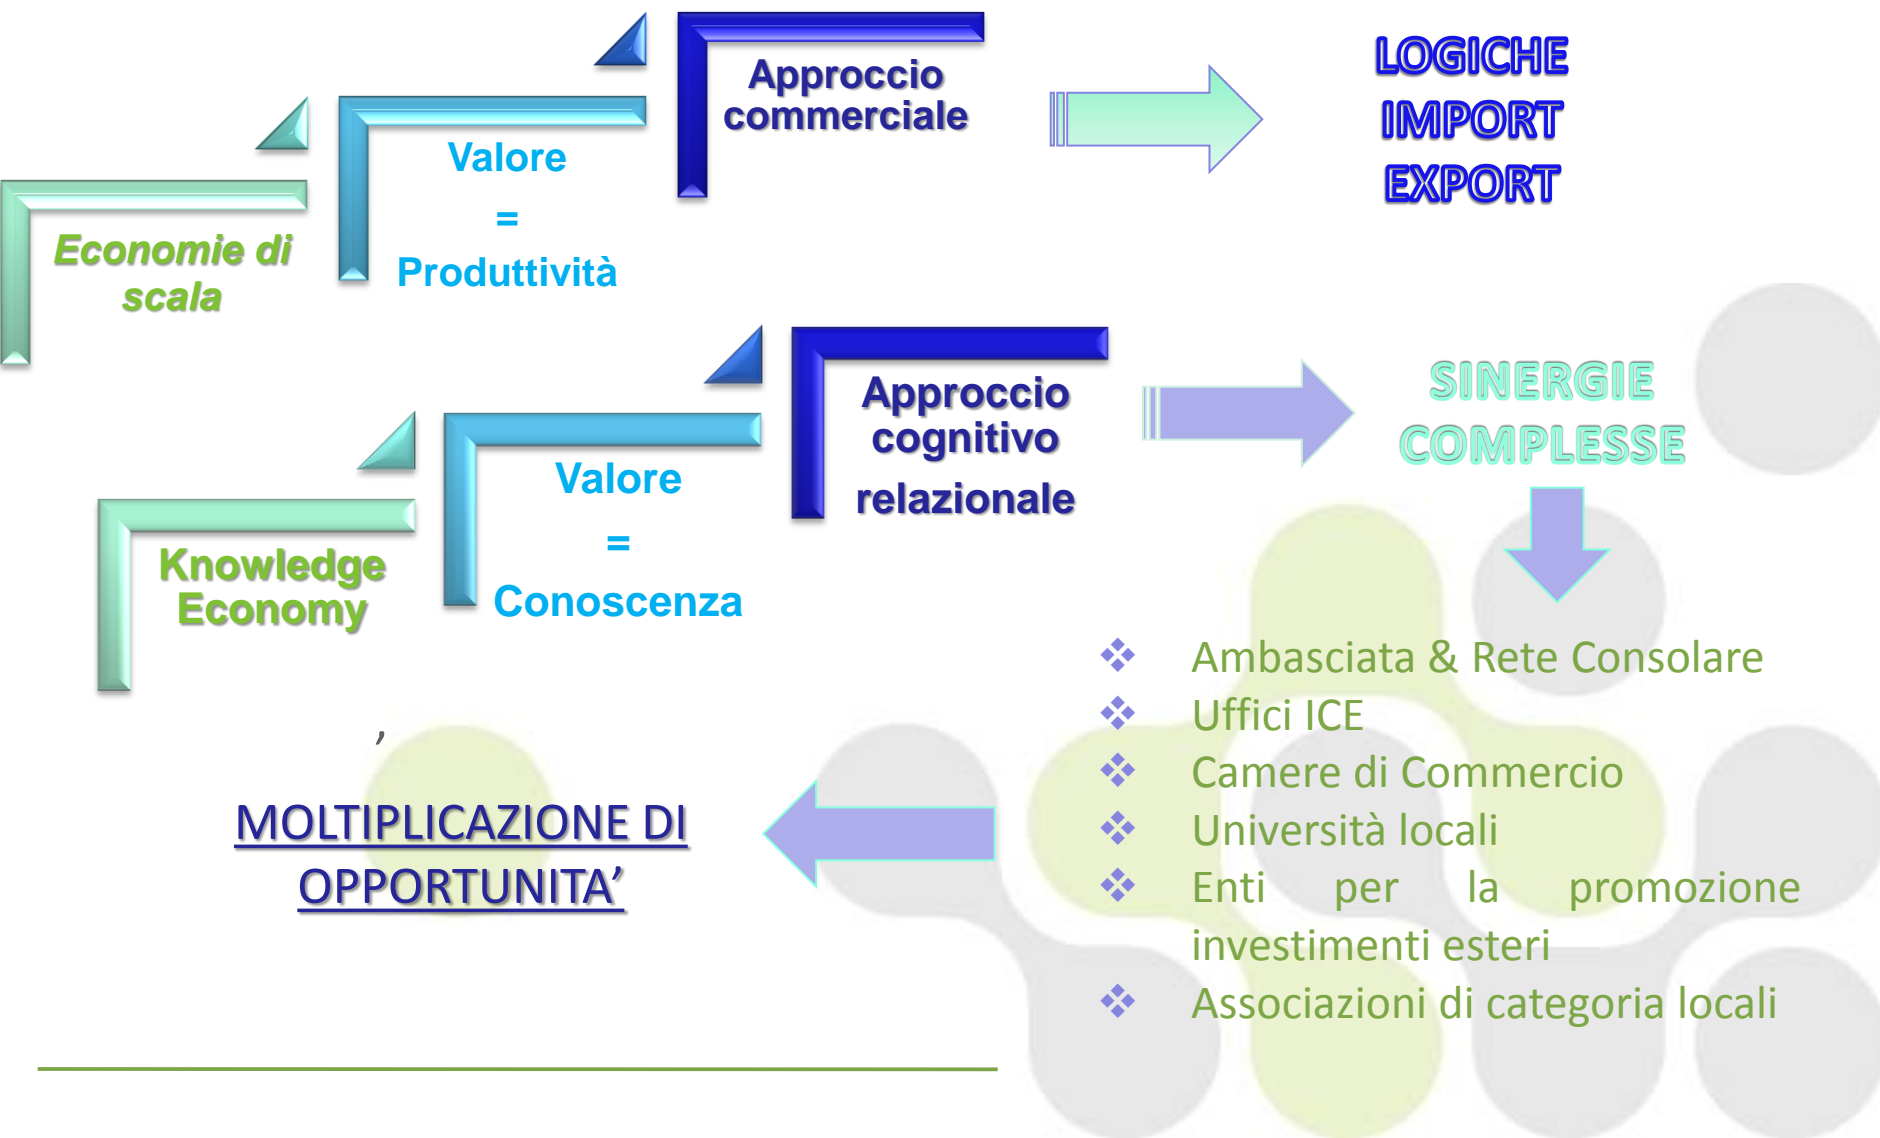 Approccio
commerciale
LOGICHE
IMPORT
EXPORT
Valore
=
Produttività
Economie di
scala
Approccio
cognitivo
relazionale
SINERGIE
COMPLESSE
Valore
=
Conoscenza
Knowledge
Economy
❖ Ambasciata & Rete Consolare
❖ Uffici ICE
❖ Camere di Commercio
❖ Università locali
❖ Enti per la promozione
investimenti esteri
❖ Associazioni di categoria locali
,
MOLTIPLICAZIONE DI
OPPORTUNITA’